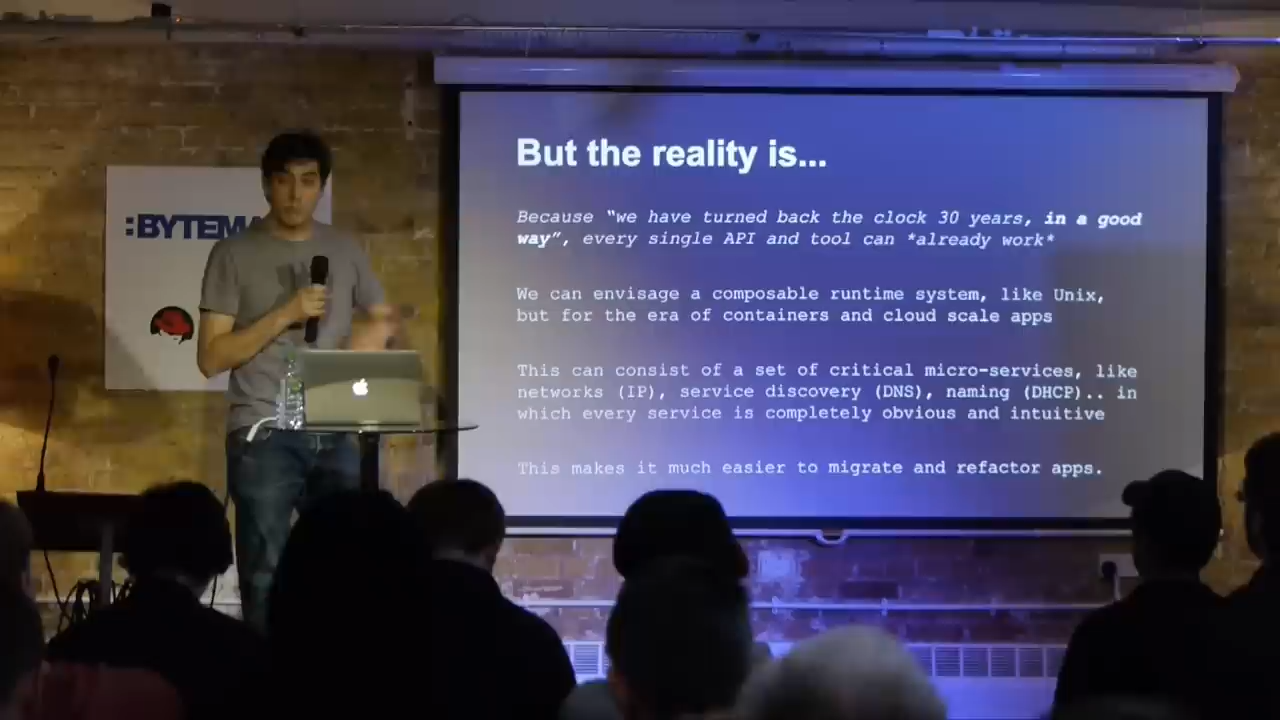 :BYTEMA
But the reality is...
Because “we have turned back the clock 30 years, in a good
way”, every single API and tool can *already work*
We can envisage a composable runtime system, like Unix,
but for the era of containers and cloud scale apps
This can consist of a set of critical micro-services, like
networks (IP), service discovery (DNS), naming (DHCP).. in
which every service is completely obvious and intuitive
This makes it much easier to migrate and refactor apps.